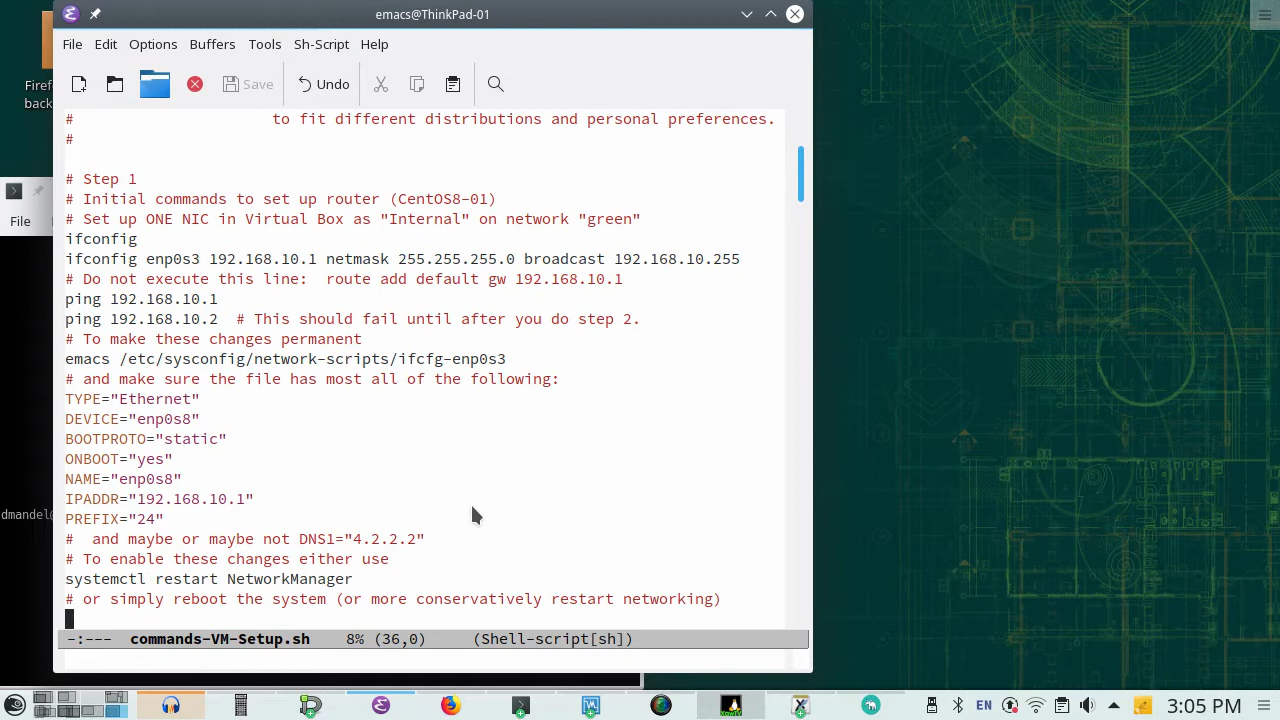 emacs@ThinkPad-01
File Edit Options Buffers Tools Sh-Script Help
Save Undo
Firef
back
File
dmandel@
# to fit different distributions and personal preferences.
#
# Step 1
# Initial commands to set up router (CentOS8-01)
# Set up ONE NIC in Virtual Box as "Internal" on network "green"
ifconfig
ifconfig enp0s3 192.168.10.1 netmask 255.255.255.0 broadcast 192.168.10.255
# Do not execute this line:  route add default gw 192.168.10.1
ping 192.168.10.1
ping 192.168.10.2  # This should fail until after you do step 2.
# To make these changes permanent
emacs /etc/sysconfig/network-scripts/ifcfg-enp0s3
# and make sure the file has most all of the following:
TYPE="Ethernet"
DEVICE="enp0s8"
BOOTPROTO="static"
ONBOOT="yes"
NAME="enp0s8"
IPADDR="192.168.10.1"
PREFIX="24"
#  and maybe or maybe not DNS1="4.2.2.2"
# To enable these changes either use
systemctl restart NetworkManager
# or simply reboot the system (or more conservatively restart networking)
-:--- commands-VM-Setup.sh 8% (36,0) (Shell-script[sh])
EN 3:05 PM